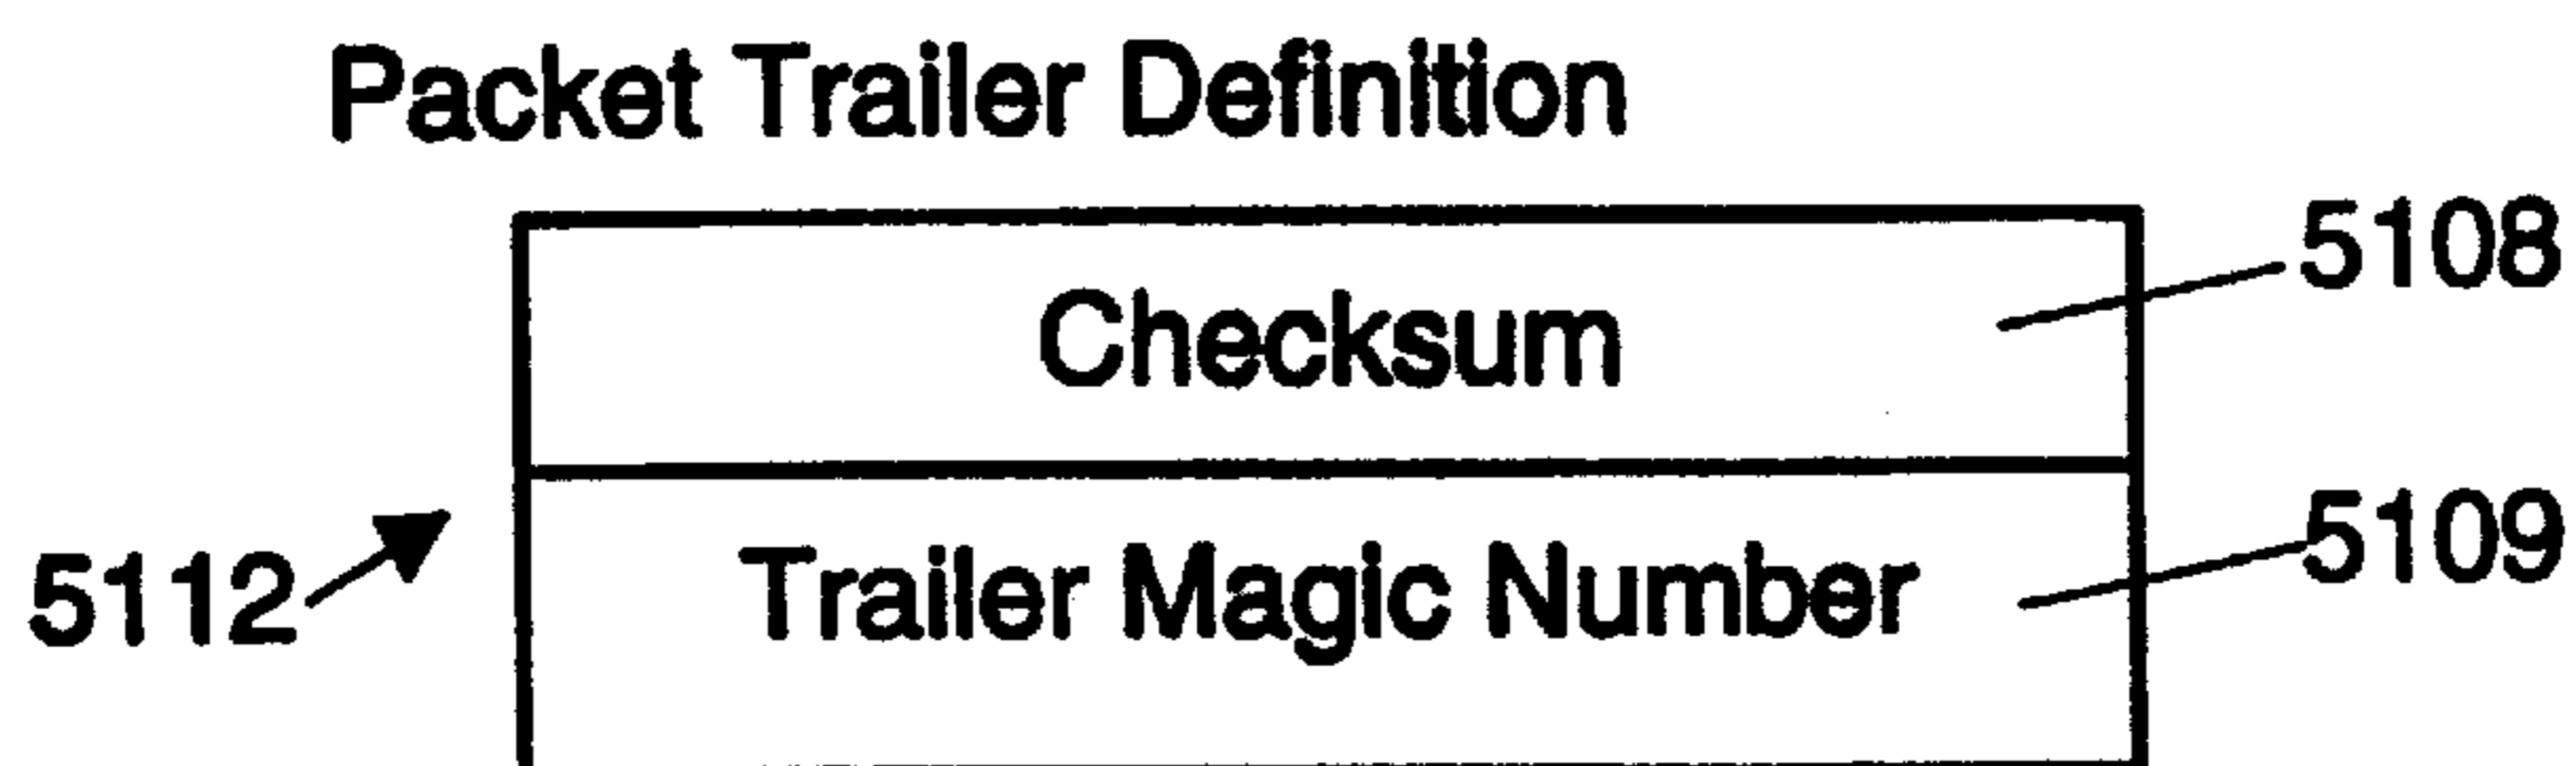 Packet Trailer Definition
Checksum
5108
Trailer Magic Number
5109
5112